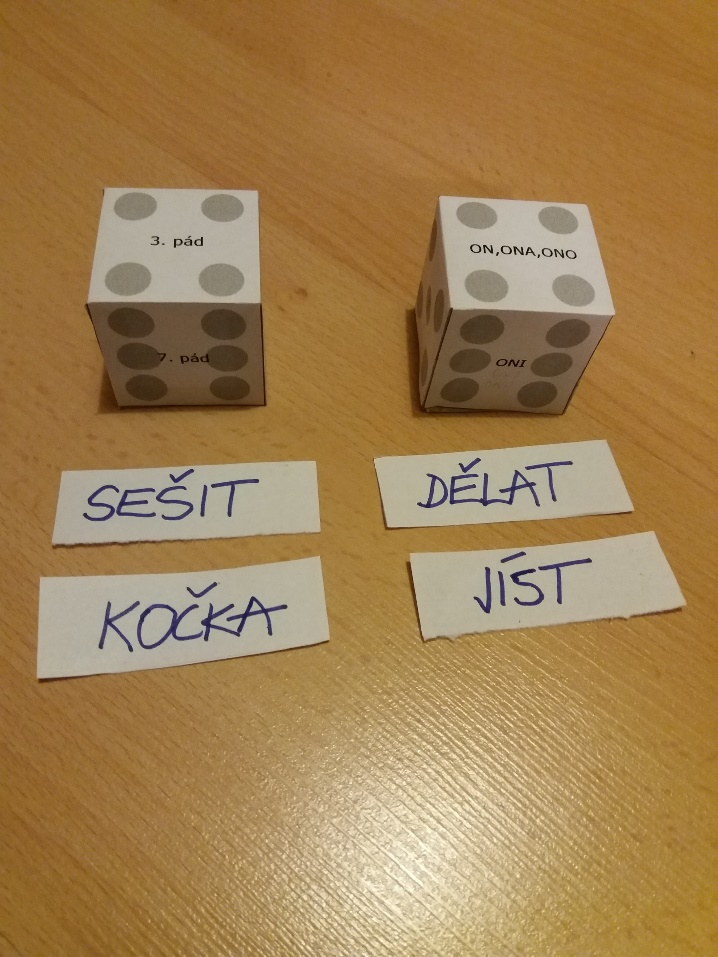 3. pád
7. pád
ON,ONA,ONO
ONI
SEŠIT
DĚLAT
KOČKA
JÍST